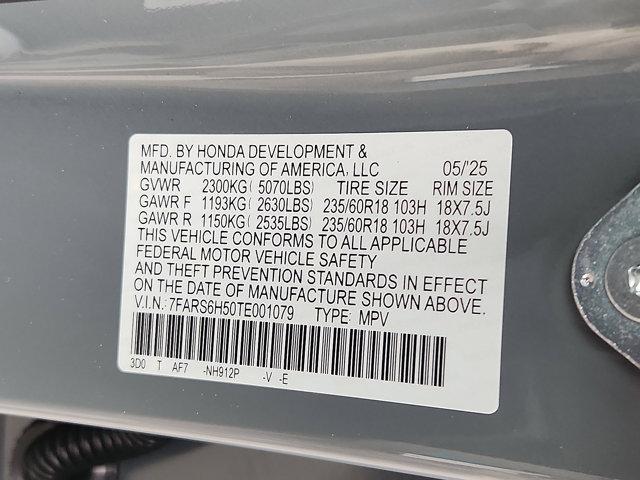 MFD. BY HONDA DEVELOPMENT &
MANUFACTURING OF AMERICA, LLC 05/'25
GVWR 2300KG( 5070LBS) TIRE SIZE RIM SIZE
GAWR F 1193KG( 2630LBS) 235/60R18 103H 18X7.5J
GAWR R 1150KG( 2535LBS) 235/60R18 103H 18X7.5J
THIS VEHICLE CONFORMS TO ALL APPLICABLE
FEDERAL MOTOR VEHICLE SAFETY
AND THEFT PREVENTION STANDARDS IN EFFECT
ON THE DATE OF MANUFACTURE SHOWN ABOVE.
V.I.N.:7FARS6H50TE001079 TYPE: MPV
3D0 T AF7 -NH912P -V -E